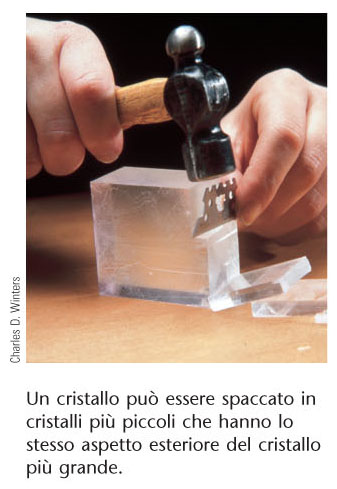 Charles D. Winters
Un cristallo può essere spaccato in
cristalli più piccoli che hanno lo
stesso aspetto esteriore del cristallo
più grande.